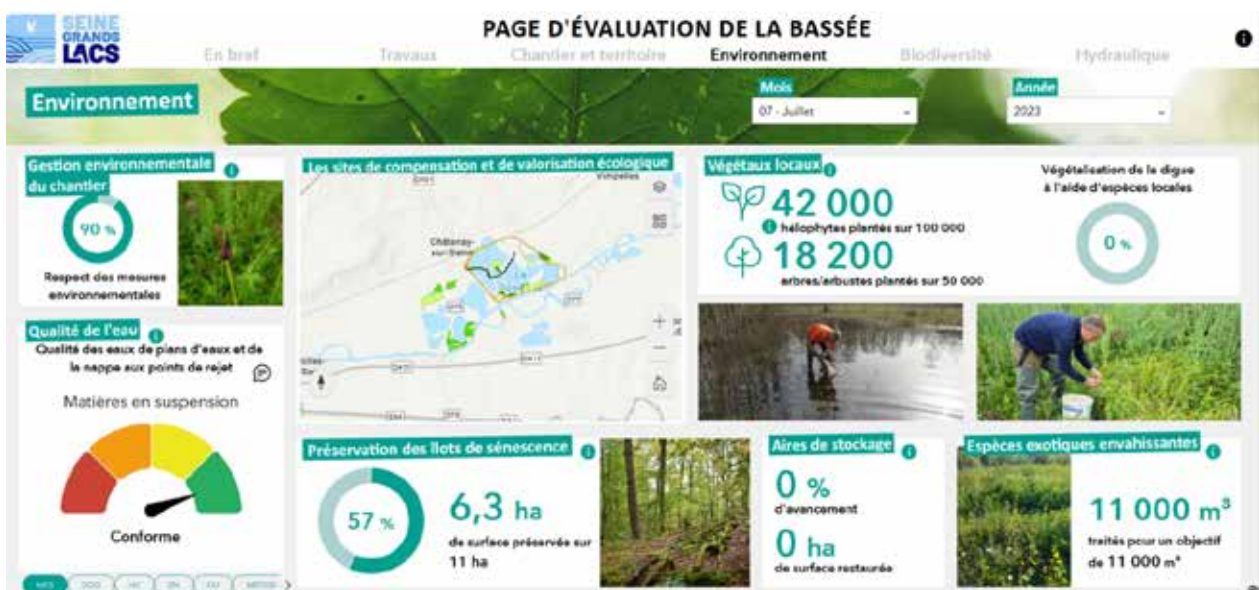 SEINE
GRANDS
LACS
PAGE D'ÉVALUATION DE LA BASSÉE
En bref
Travaux
Chantier et territoire
Environnement
Biodiversité
Hydraulique
Environnement
Mois
07 - Juillet
Année
2023
Gestion environnementale
du chantier
90 %
Respect des mesures
environnementales
Qualité de l'eau
Qualité des eaux de plans d'eaux et de
la nappe aux points de rejet
Matières en suspension
Conforme
MES
DCO
Les sites de compensation et de valorisation écologique
Vimpelles
Châtenay-
sur-Seine
Végétaux locaux
42 000
hélophytes plantés sur 100 000
18 200
arbres/arbustes plantés sur 50 000
Végétalisation de la digue
à l'aide d'espèces locales
0 %
Préservation des îlots de sénescence
57 %
6,3 ha
de surface préservée sur
11 ha
Aires de stockage
0 %
d'avancement
0 ha
de surface restaurée
Espèces exotiques envahissantes
11 000 m³
traités pour un objectif
de 11 000 m³